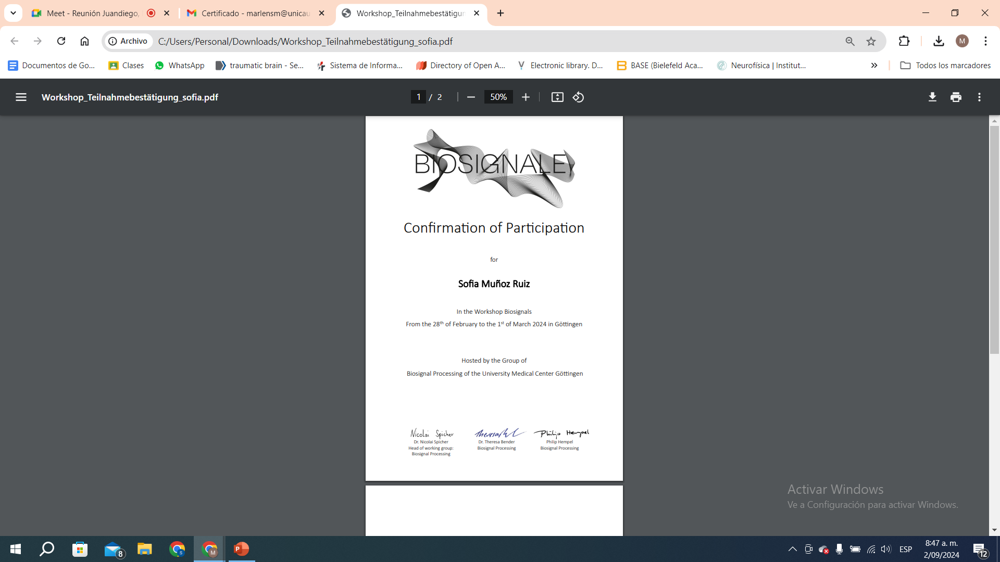 Meet - Reunión Juandiego,
Certificado - marlensm@unicau
Workshop_Teilnahmebestätigun
Archivo
C:/Users/Personal/Downloads/Workshop_Teilnahmebestätigung_sofia.pdf
M
Documentos de Go...
Clases
WhatsApp
traumatic brain - Se...
Sistema de Informa...
Directory of Open A...
Electronic library. D...
BASE (Bielefeld Aca...
Neurofísica | Institut...
Todos los marcadores
Workshop_Teilnahmebestätigung_sofia.pdf
1 / 2
50%
BIOSIGNALE
Confirmation of Participation
for
Sofia Muñoz Ruiz
In the Workshop Biosignals
From the 28th of February to the 1st of March 2024 in Göttingen
Hosted by the Group of
Biosignal Processing of the University Medical Center Göttingen
Nicolai Spicher
Philip Hempel
Dr. Nicolai Spicher
Dr. Theresa Bender
Philip Hempel
Head of working group:
Biosignal Processing
Biosignal Processing
Biosignal Processing
Activar Windows
Ve a Configuración para activar Windows.
8
S
M
P
ESP
8:47 a. m.
2/09/2024
12